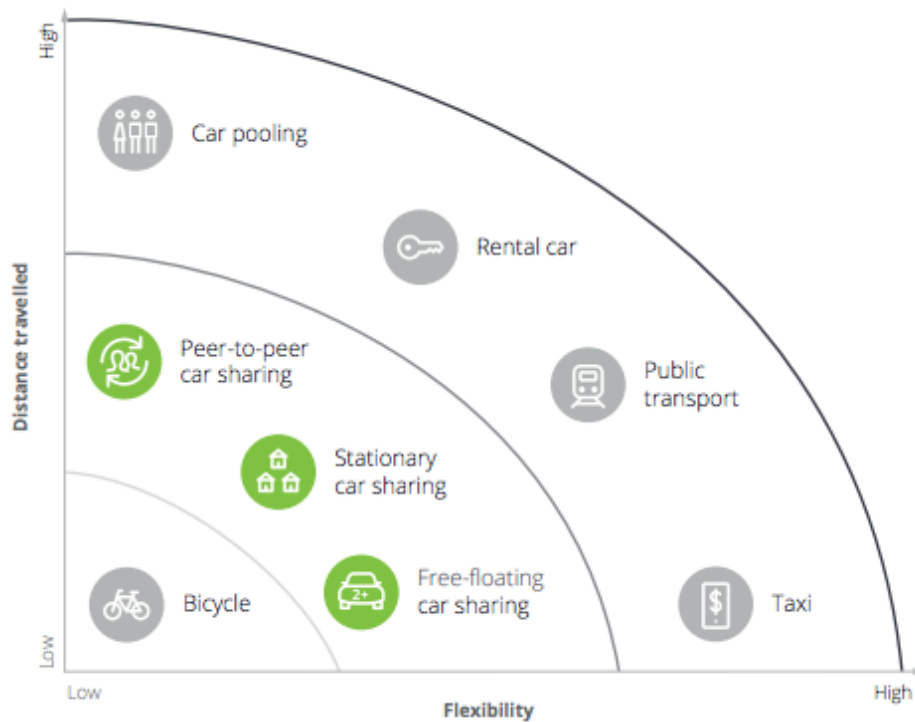 High
Car pooling
Rental car
Distance travelled
Peer-to-peer
car sharing
Public
transport
Stationary
car sharing
Free-floating
car sharing
2+
Bicycle
$
Taxi
Low
Low
High
Flexibility